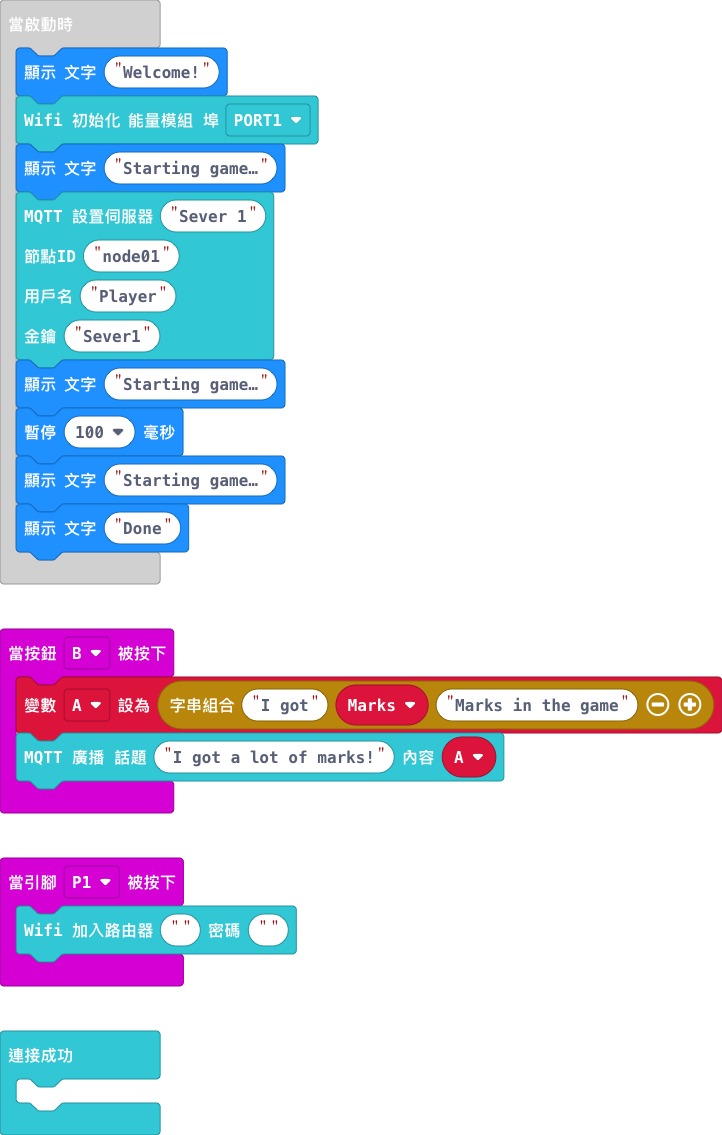 當啟動時
顯示 文字 "Welcome!"
Wifi 初始化 能量模組 埠 PORT1
顯示 文字 "Starting game…"
MQTT 設置伺服器 "Sever 1"
節點ID "node01"
用戶名 "Player"
金鑰 "Sever1"
顯示 文字 "Starting game…"
暫停 100 毫秒
顯示 文字 "Starting game…"
顯示 文字 "Done"
當按鈕 B 被按下
變數 A 設為 字串組合 "I got" Marks "Marks in the game"
MQTT 廣播 話題 "I got a lot of marks!" 內容 A
當引腳 P1 被按下
Wifi 加入路由器 " " 密碼 " "
連接成功